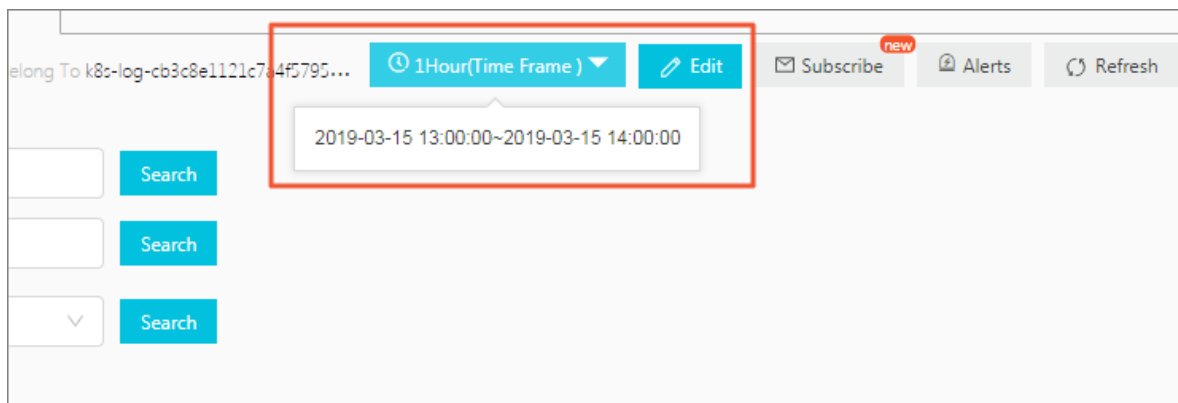 elong To k8s-log-cb3c8e1121c7a4f5795... 1Hour(Time Frame ) Edit Subscribe new Alerts Refresh
2019-03-15 13:00:00~2019-03-15 14:00:00
Search
Search
Search